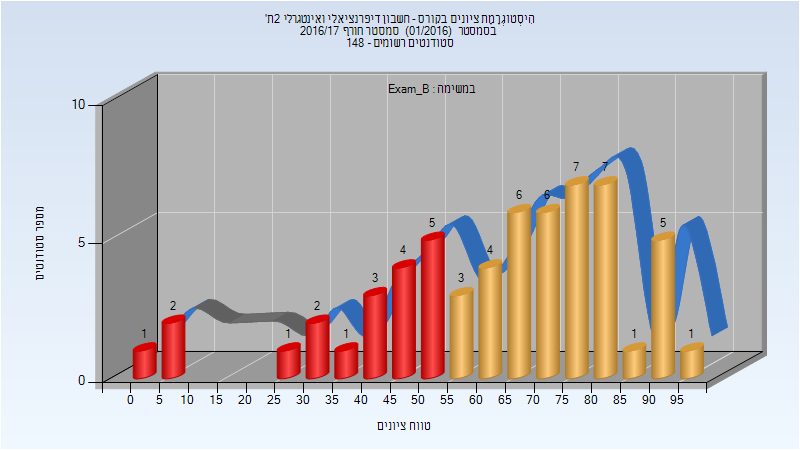 היסטוגרמת ציונים בקורס - חשבון דיפרנציאלי ואינטגרלי 2ת'
בסמסטר (01/2016) סמסטר חורף 2016/17
סטודנטים רשומים - 148
במשימה : Exam_B
מספר סטודנטים
10
5
0
1 2 1 2 1 3 4 5 3 4 6 6 7 7 1 5 1
0 5 10 15 20 25 30 35 40 45 50 55 60 65 70 75 80 85 90 95
טווח ציונים